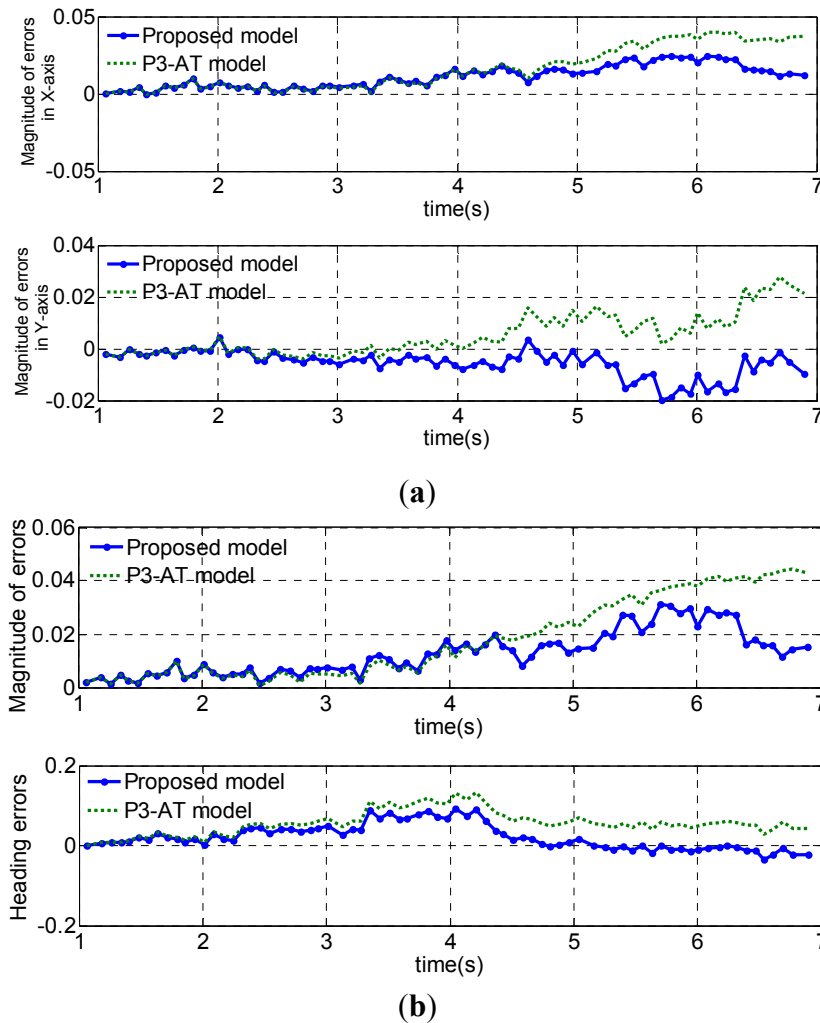 0.05
Proposed model
P3-AT model
0
-0.05
Magnitude of errors
in X-axis
1 2 3 4 5 6 7
time(s)
0.04
Proposed model
P3-AT model
0.02
0
-0.02
Magnitude of errors
in Y-axis
1 2 3 4 5 6 7
time(s)
(a)
0.06
Proposed model
P3-AT model
0.04
0.02
0
Magnitude of errors
1 2 3 4 5 6 7
time(s)
0.2
Proposed model
P3-AT model
0
-0.2
Heading errors
1 2 3 4 5 6 7
time(s)
(b)